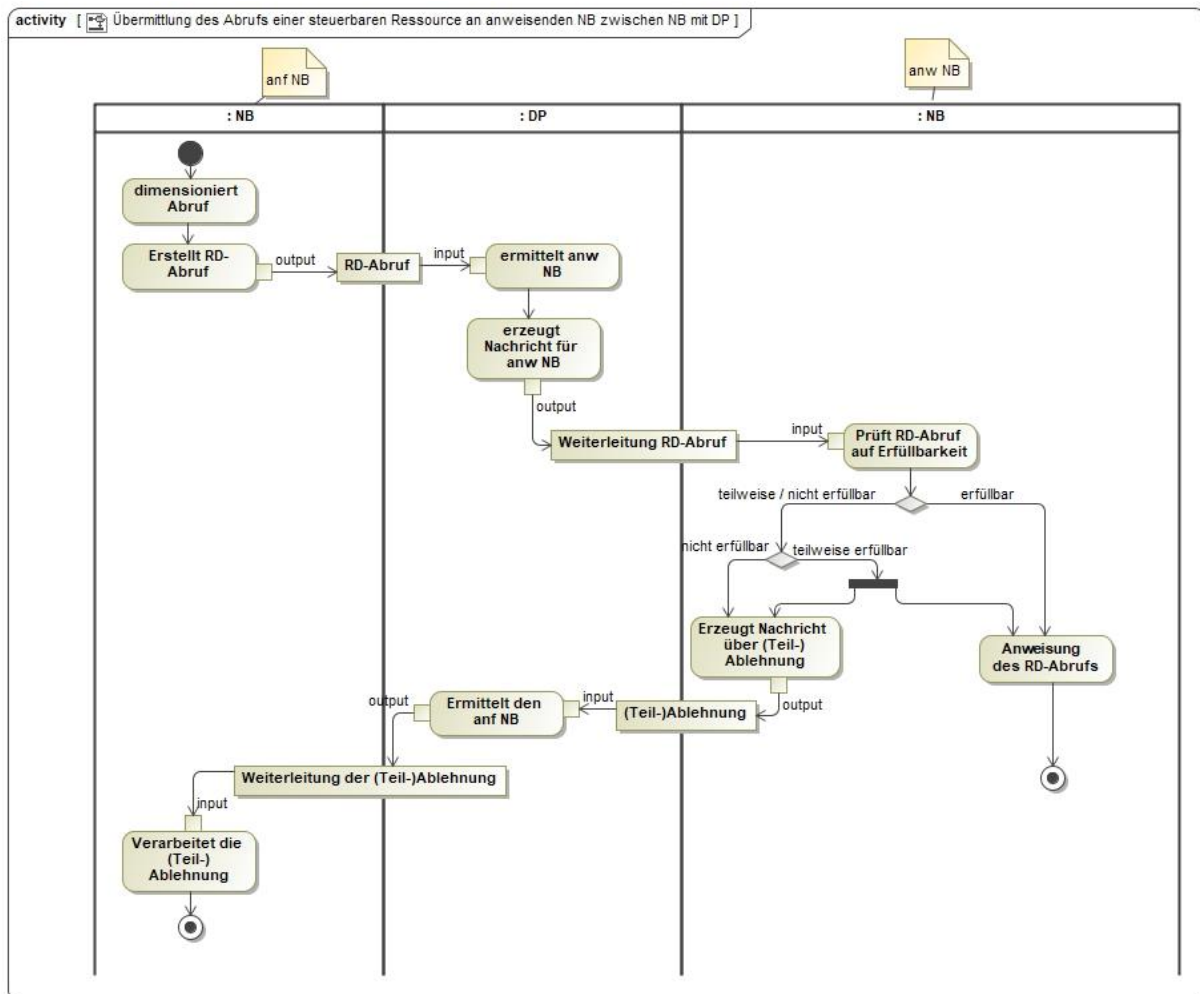 activity [ Übermittlung des Abrufs einer steuerbaren Ressource an anweisenden NB zwischen NB mit DP ]
anf NB
anw NB
: NB
: DP
: NB
dimensioniert
Abruf
Erstellt RD-
Abruf
output
RD-Abruf
input
ermittelt anw
NB
erzeugt
Nachricht für
anw NB
output
Weiterleitung RD-Abruf
input
Prüft RD-Abruf
auf Erfüllbarkeit
teilweise / nicht erfüllbar
erfüllbar
nicht erfüllbar
teilweise erfüllbar
Erzeugt Nachricht
über (Teil-)
Ablehnung
Anweisung
des RD-Abrufs
output
(Teil-)Ablehnung
input
Ermittelt den
anf NB
output
Weiterleitung der (Teil-)Ablehnung
input
Verarbeitet die
(Teil-)
Ablehnung